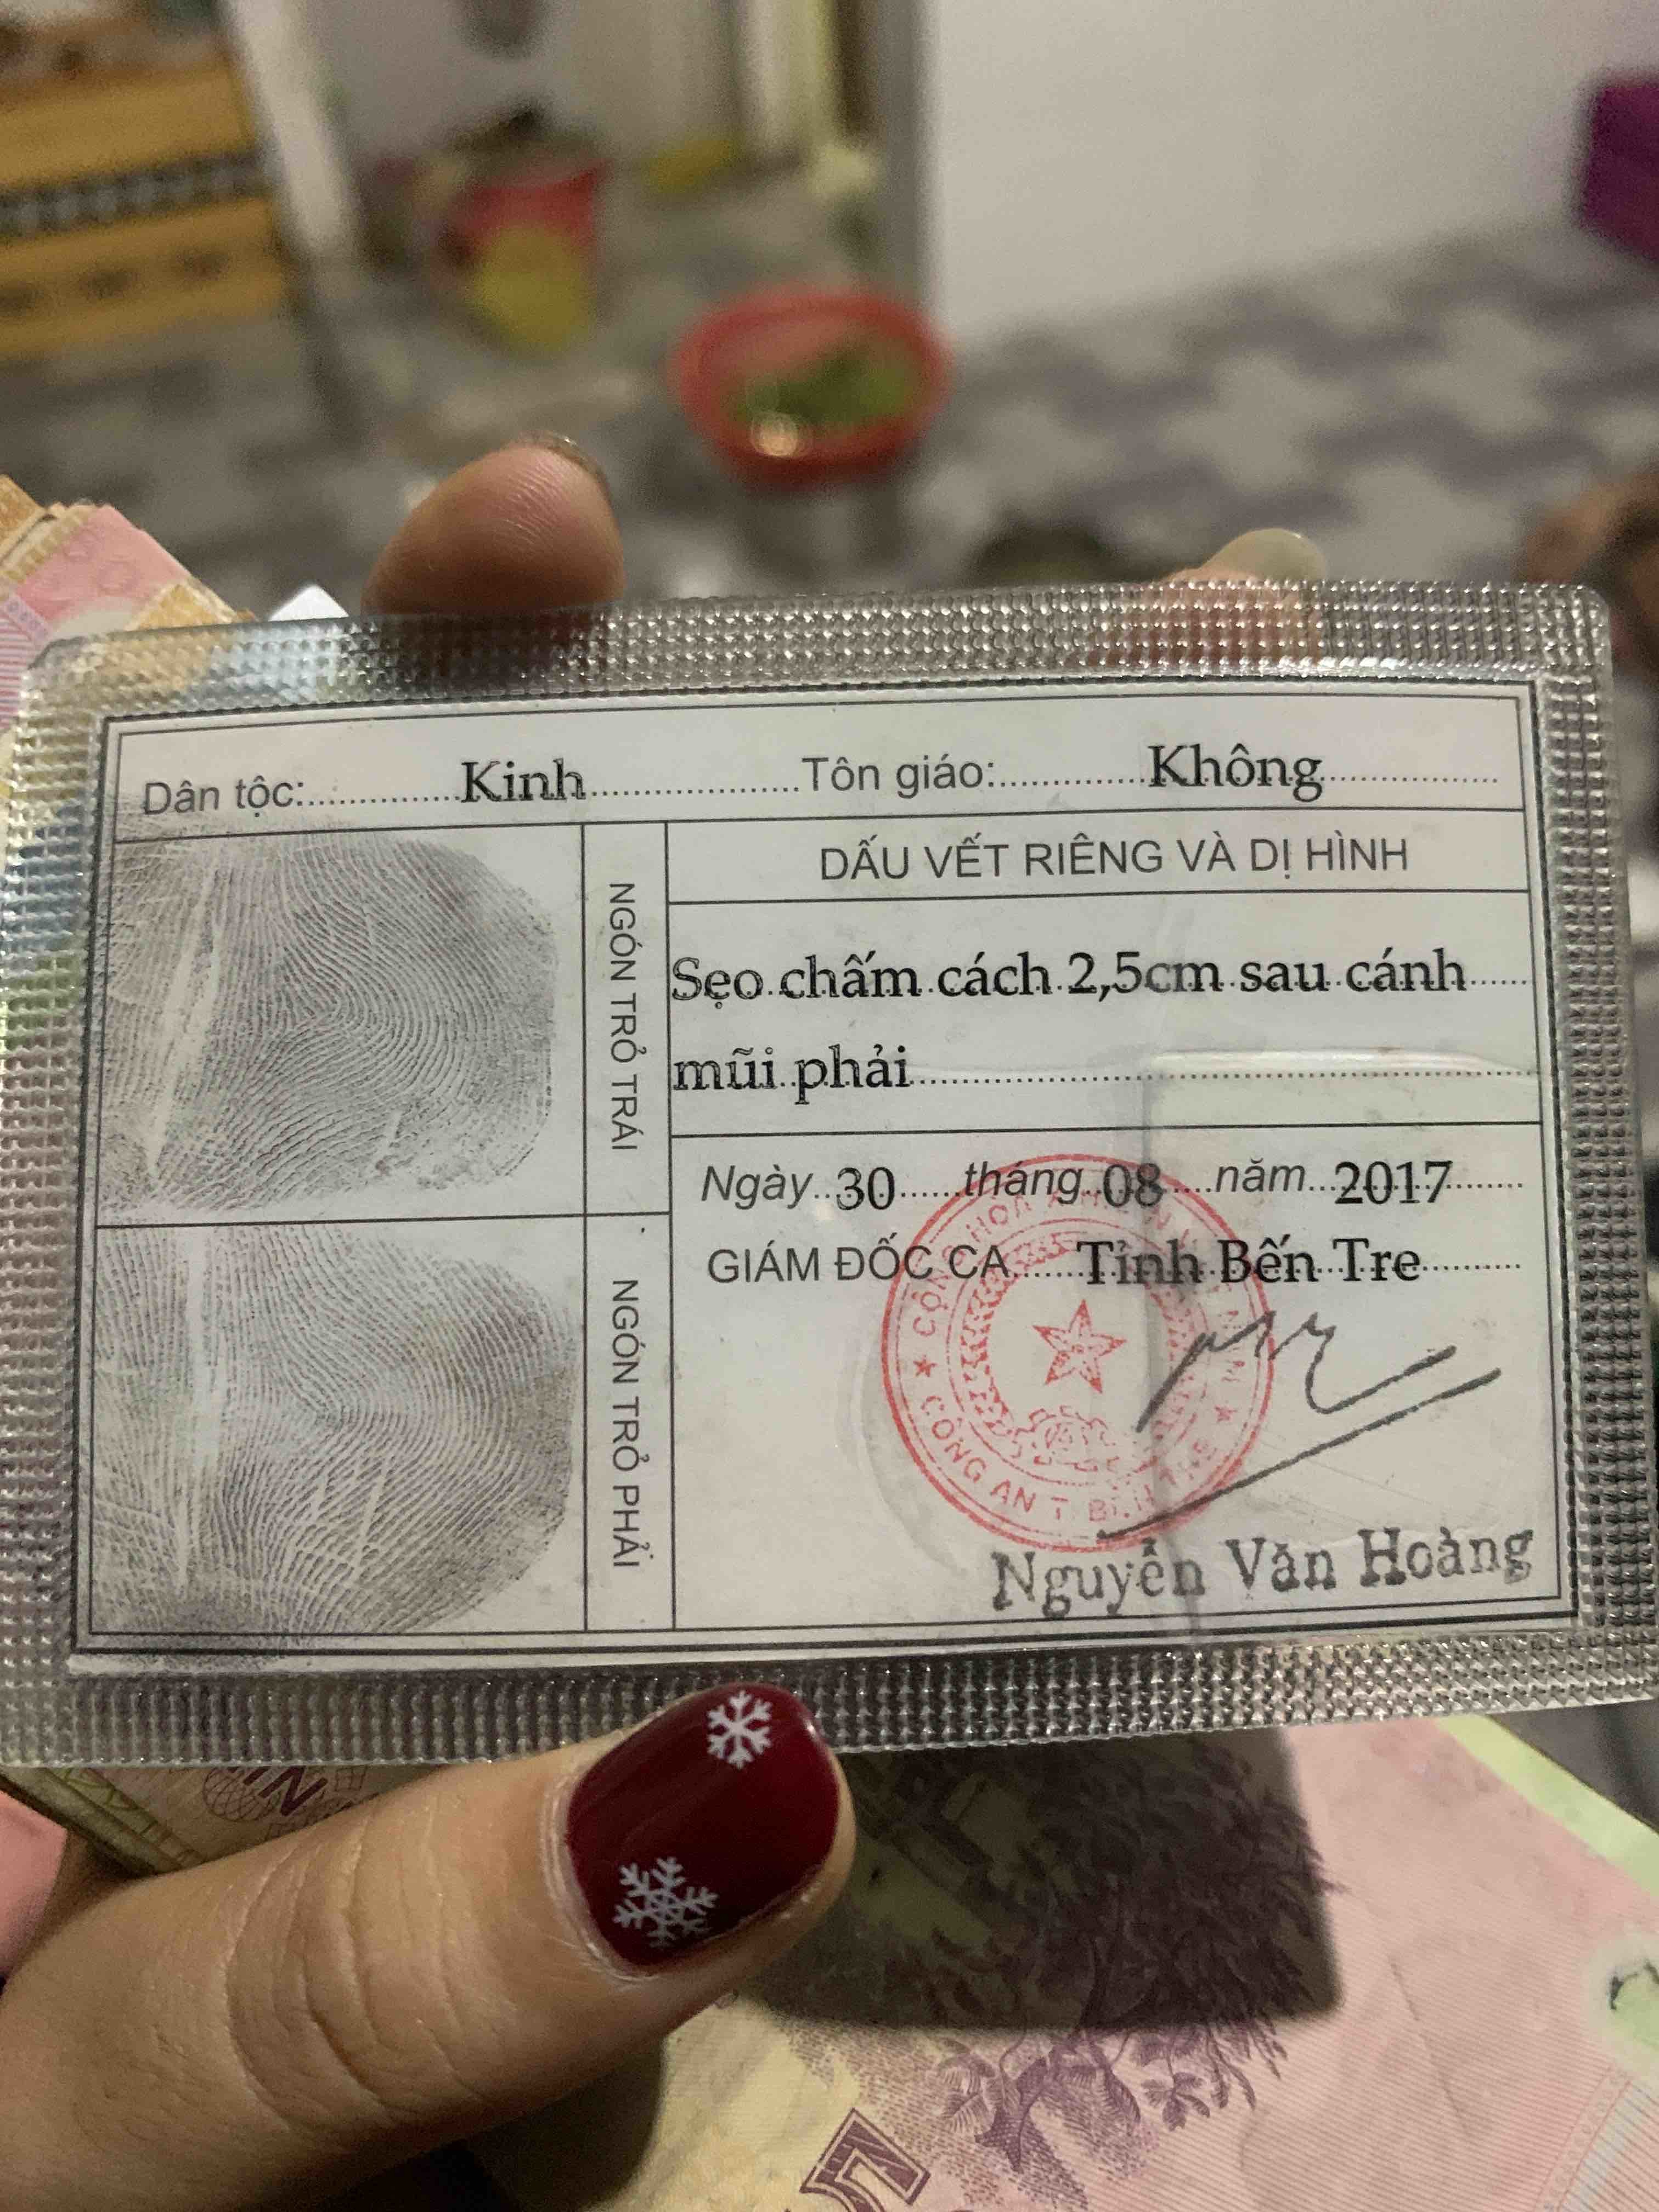 Dân tộc: Kinh Tôn giáo: Không
NGÓN TRỎ TRÁI
NGÓN TRỎ PHẢI
DẤU VẾT RIÊNG VÀ DỊ HÌNH
Sẹo chấm cách 2,5cm sau cánh
mũi phải
Ngày 30 tháng 08 năm 2017
GIÁM ĐỐC CA Tỉnh Bến Tre
CÔNG AN T.
Nguyễn Văn Hoàng